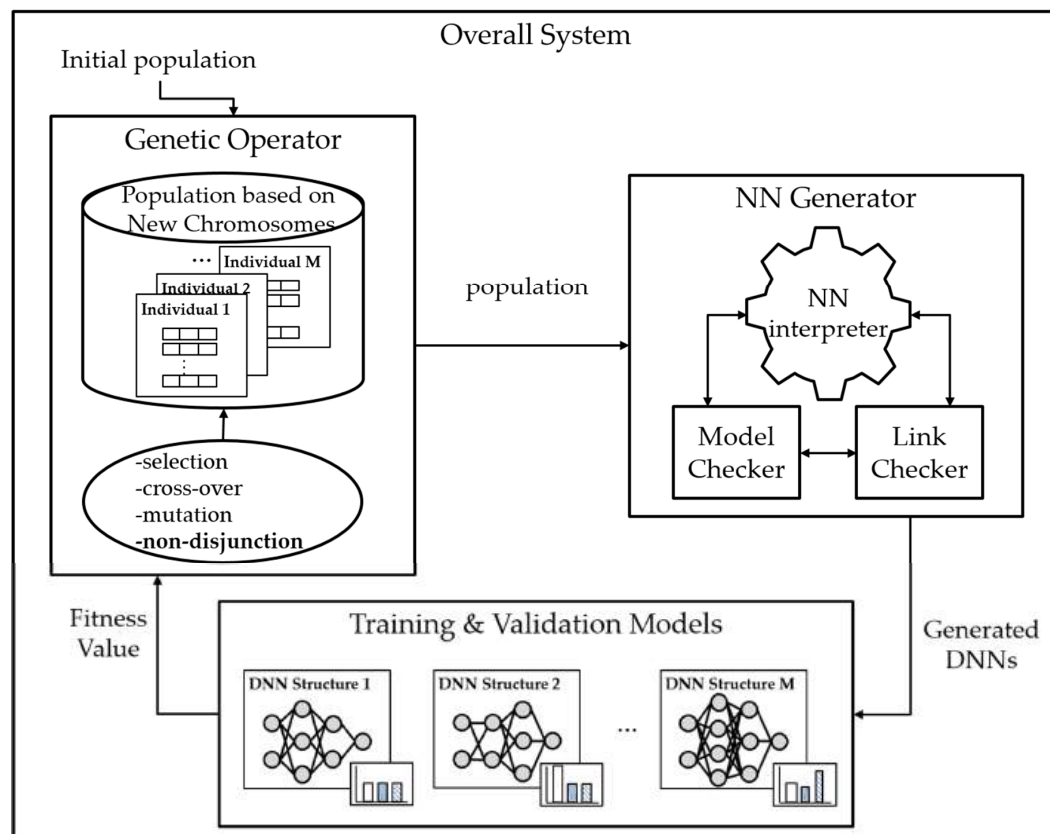 Overall System
Initial population
Genetic Operator
Population based on
New Chromosomes
... Individual M
Individual 2
Individual 1
⋮
-selection
-cross-over
-mutation
-non-disjunction
population
NN Generator
NN
interpreter
Model
Checker
Link
Checker
Fitness
Value
Training & Validation Models
DNN Structure 1
DNN Structure 2
...
DNN Structure M
Generated
DNNs